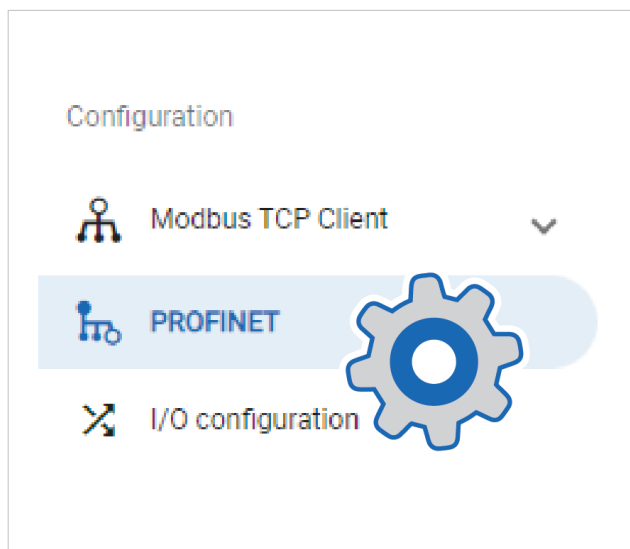 Configuration
Modbus TCP Client
PROFINET
I/O configuration